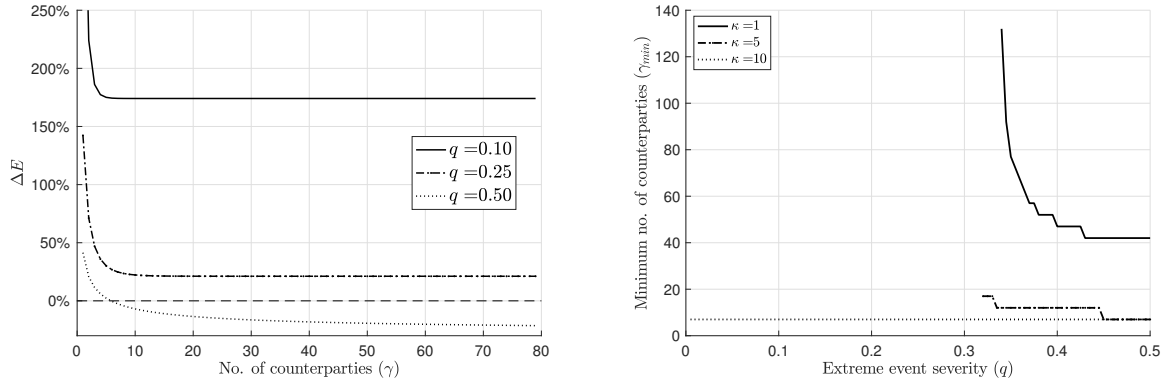 250%
200%
150%
100%
50%
0%
ΔE
0 10 20 30 40 50 60 70 80
No. of counterparties (γ)
q =0.10
q =0.25
q =0.50
140
120
100
80
60
40
20
0
Minimum no. of counterparties (γmin)
0 0.1 0.2 0.3 0.4 0.5
Extreme event severity (q)
κ =1
κ =5
κ =10